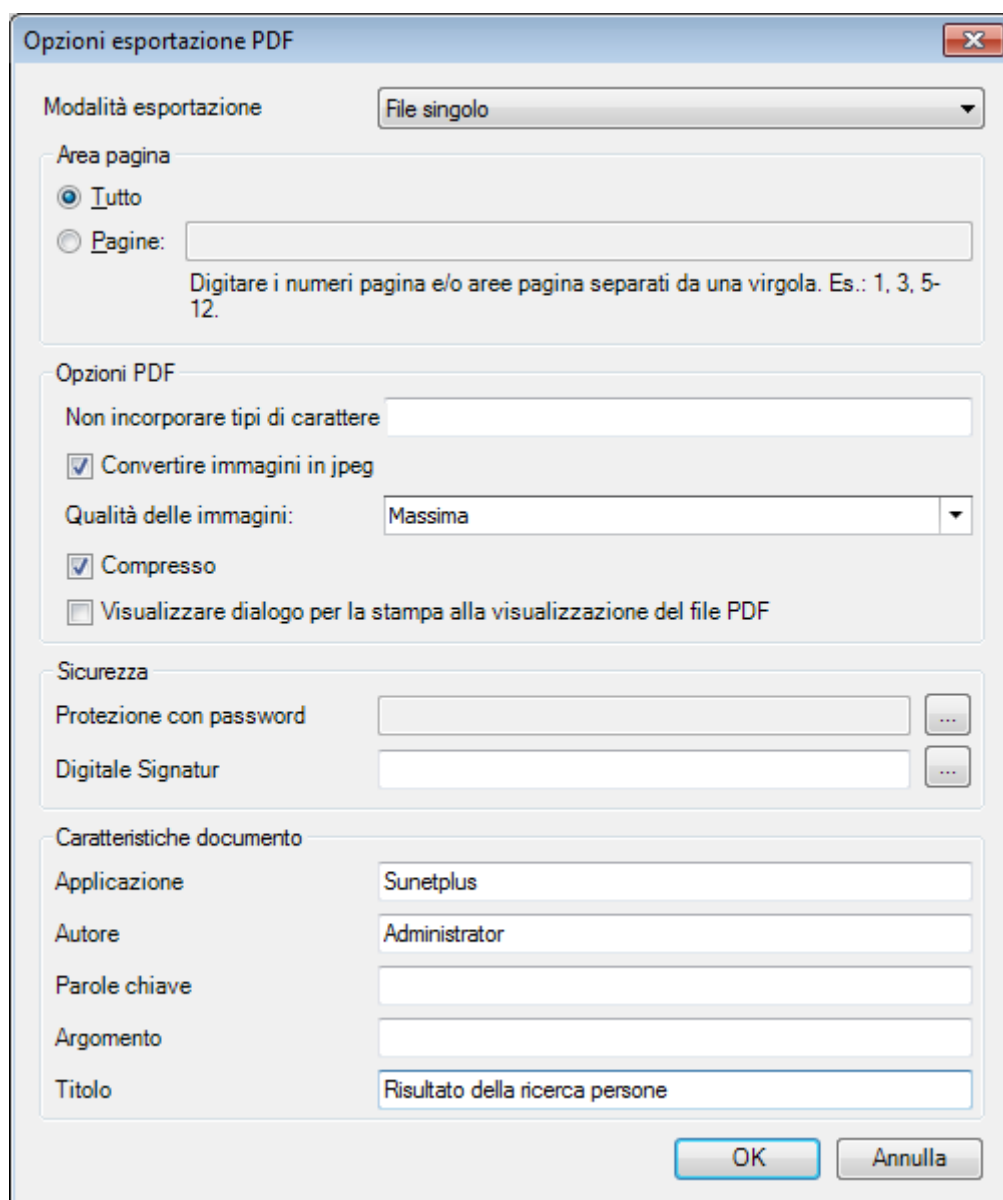 Opzioni esportazione PDF
Modalità esportazione File singolo
Area pagina
Tutto
Pagine:
Digitare i numeri pagina e/o aree pagina separati da una virgola. Es.: 1, 3, 5-
12.
Opzioni PDF
Non incorporare tipi di carattere
Convertire immagini in jpeg
Qualità delle immagini: Massima
Compresso
Visualizzare dialogo per la stampa alla visualizzazione del file PDF
Sicurezza
Protezione con password ...
Digitale Signatur ...
Caratteristiche documento
Applicazione Sunetplus
Autore Administrator
Parole chiave
Argomento
Titolo Risultato della ricerca persone
OK Annulla